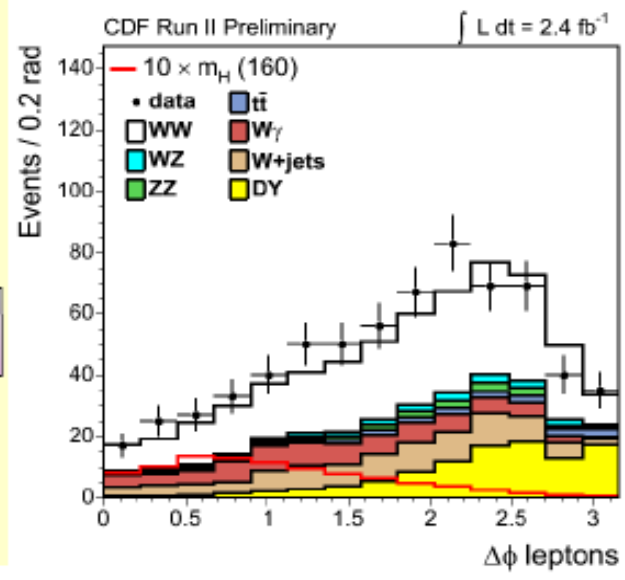 CDF Run II Preliminary ∫ L dt = 2.4 fb⁻¹
Events / 0.2 rad
140
120
100
80
60
40
20
0
10 × mH (160)
data tt̄
WW Wγ
WZ W+jets
ZZ DY
0 0.5 1 1.5 2 2.5 3
Δϕ leptons